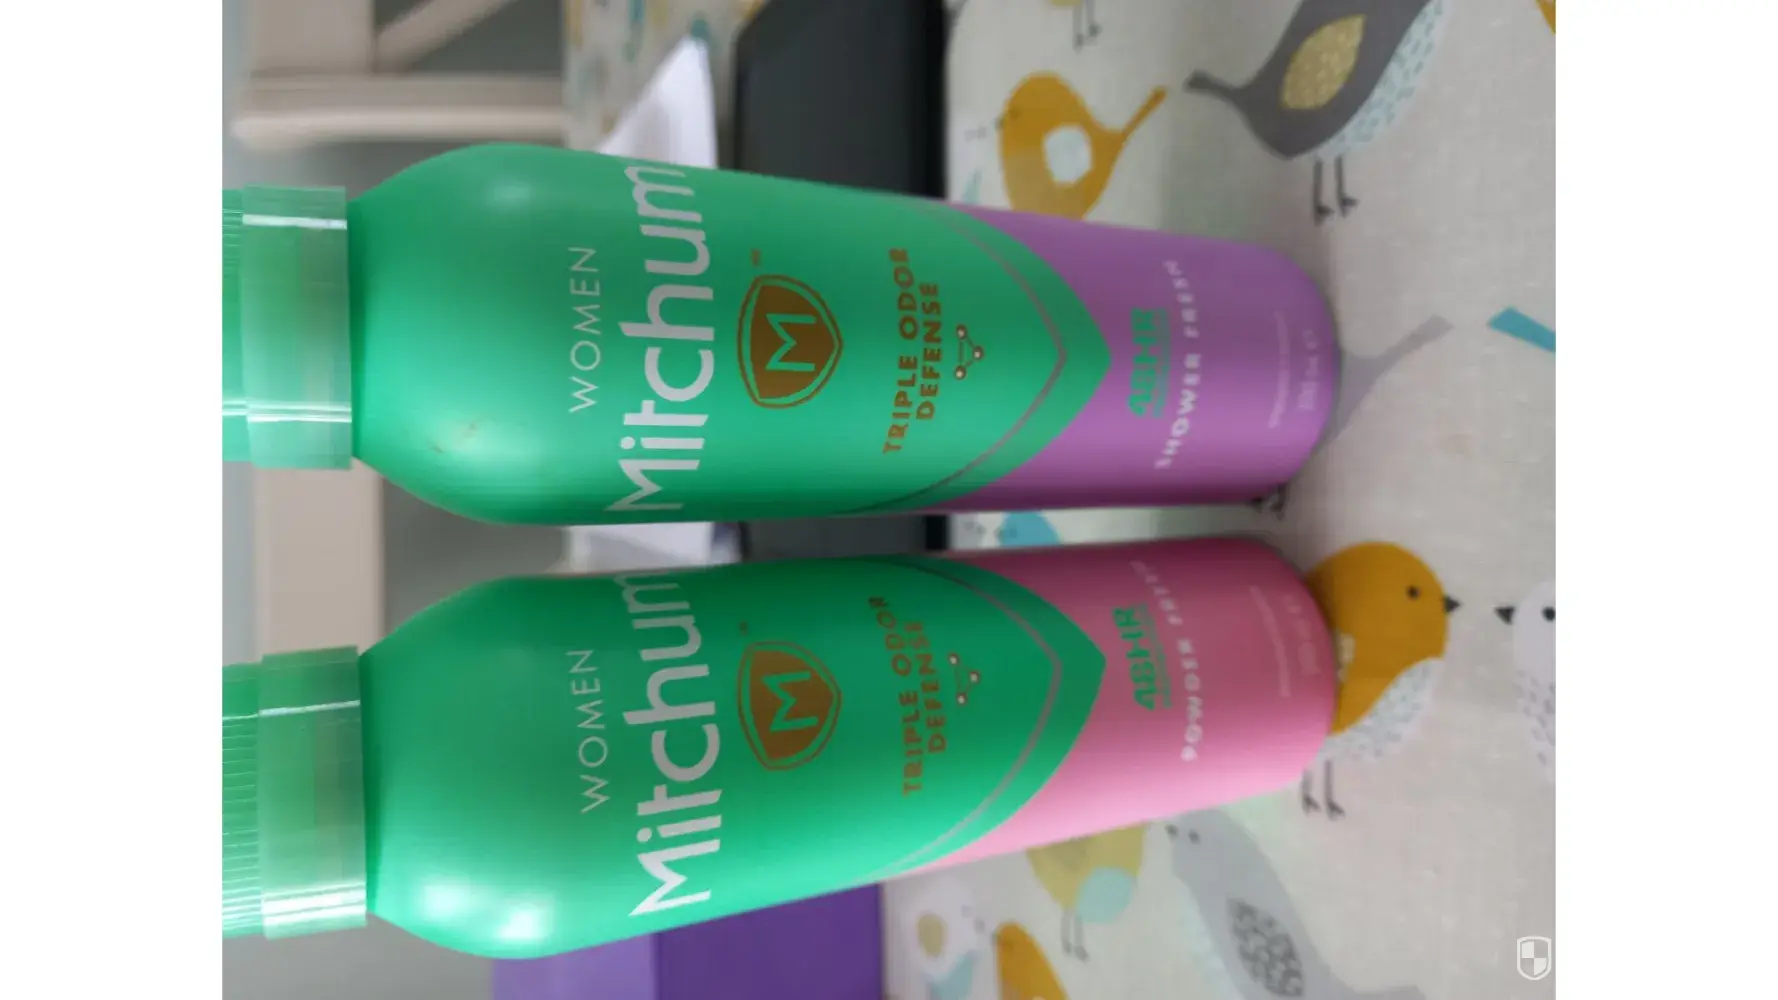 WOMEN
Mitchum
M
TRIPLE ODOR
DEFENSE
48HR
SHOWER FRESH
WOMEN
Mitchum
M
TRIPLE ODOR
DEFENSE
48HR
POWDER FRESH